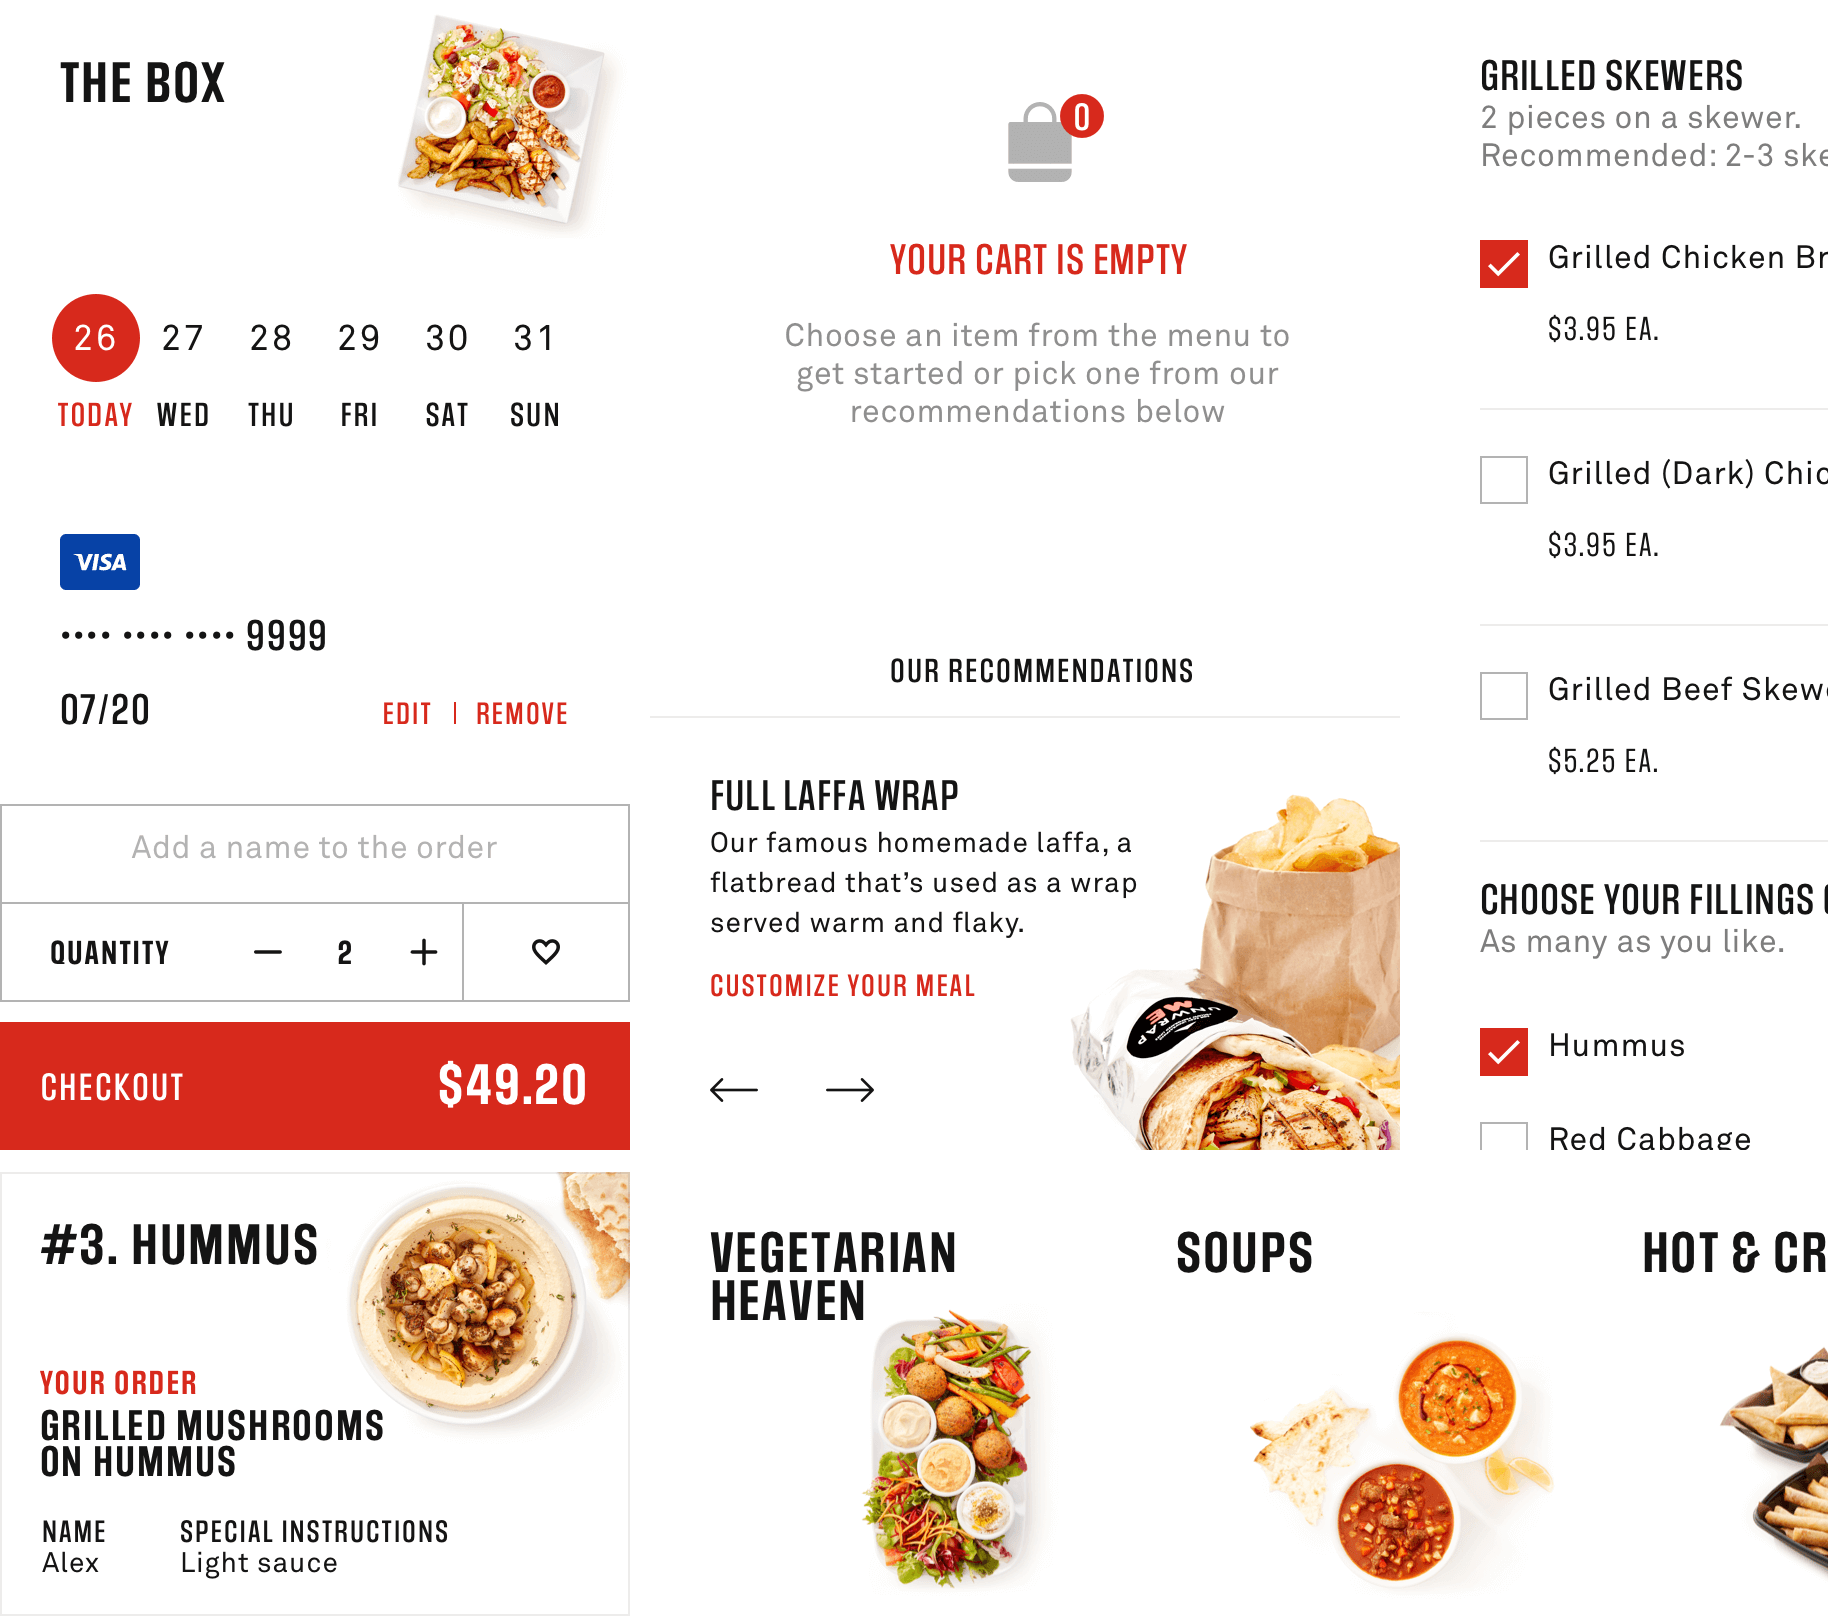 THE BOX
26 27 28 29 30 31
TODAY WED THU FRI SAT SUN
VISA
•••• •••• •••• 9999
07/20
EDIT | REMOVE
Add a name to the order
QUANTITY — 2 +
CHECKOUT $49.20
#3. HUMMUS
YOUR ORDER
GRILLED MUSHROOMS
ON HUMMUS
NAME SPECIAL INSTRUCTIONS
Alex Light sauce
0
YOUR CART IS EMPTY
Choose an item from the menu to
get started or pick one from our
recommendations below
OUR RECOMMENDATIONS
FULL LAFFA WRAP
Our famous homemade laffa, a
flatbread that’s used as a wrap
served warm and flaky.
CUSTOMIZE YOUR MEAL
UNWRAP
ME
GRILLED SKEWERS
2 pieces on a skewer.
Recommended: 2-3 ske
Grilled Chicken Br
$3.95 EA.
Grilled (Dark) Chic
$3.95 EA.
Grilled Beef Skew
$5.25 EA.
CHOOSE YOUR FILLINGS
As many as you like.
Hummus
Red Cabbage
VEGETARIAN
HEAVEN
SOUPS
HOT & CR